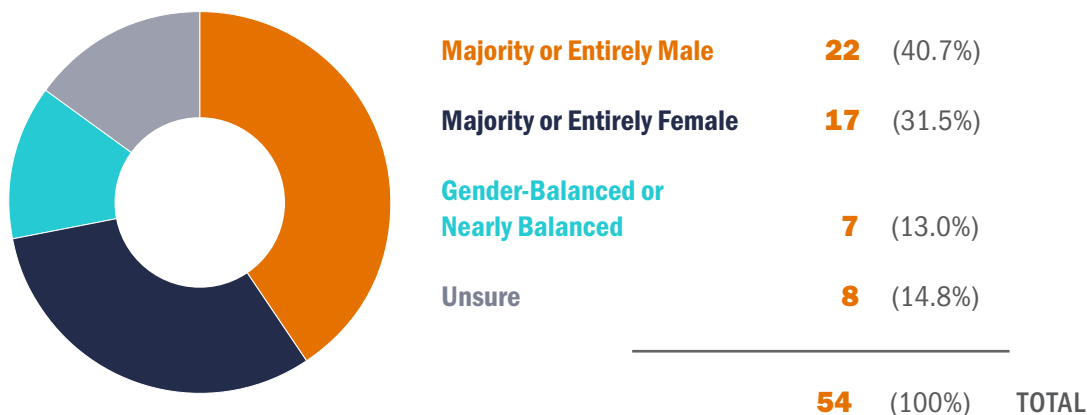 Majority or Entirely Male 22 (40.7%)
Majority or Entirely Female 17 (31.5%)
Gender-Balanced or
Nearly Balanced 7 (13.0%)
Unsure 8 (14.8%)
54 (100%) TOTAL